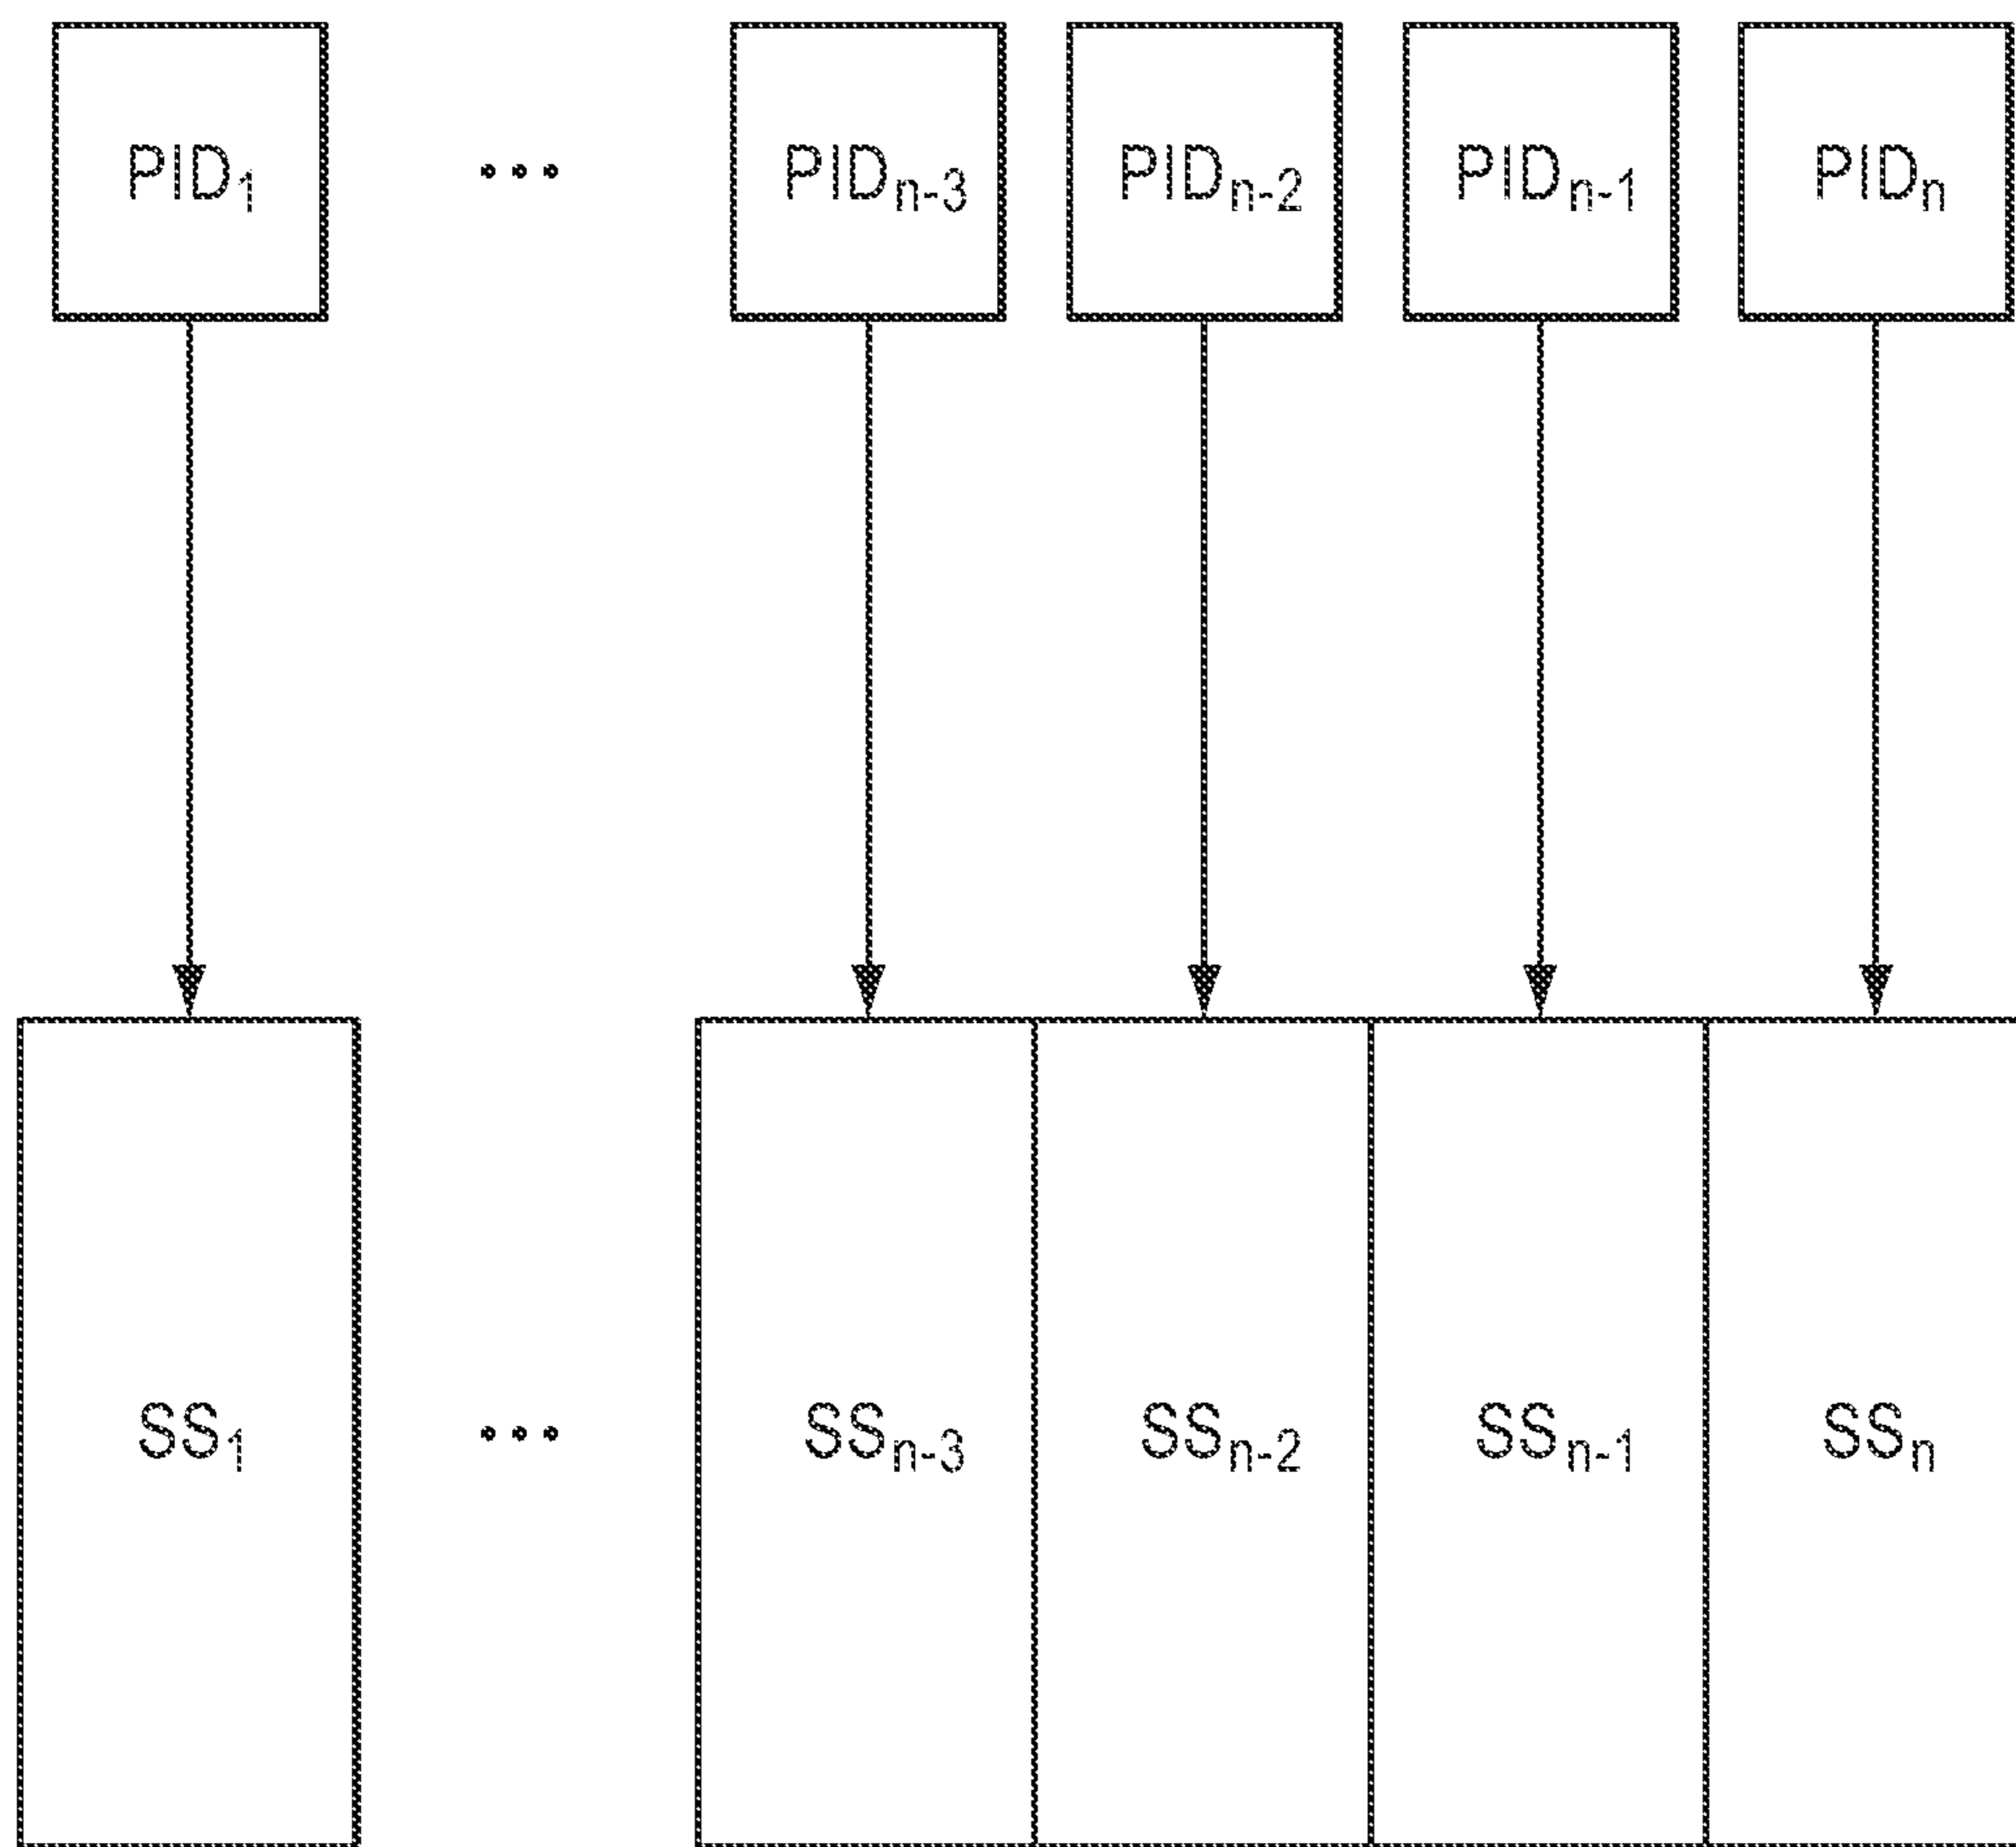 PID₁ ... PIDₙ₋₃ PIDₙ₋₂ PIDₙ₋₁ PIDₙ
SS₁ ... SSₙ₋₃ SSₙ₋₂ SSₙ₋₁ SSₙ